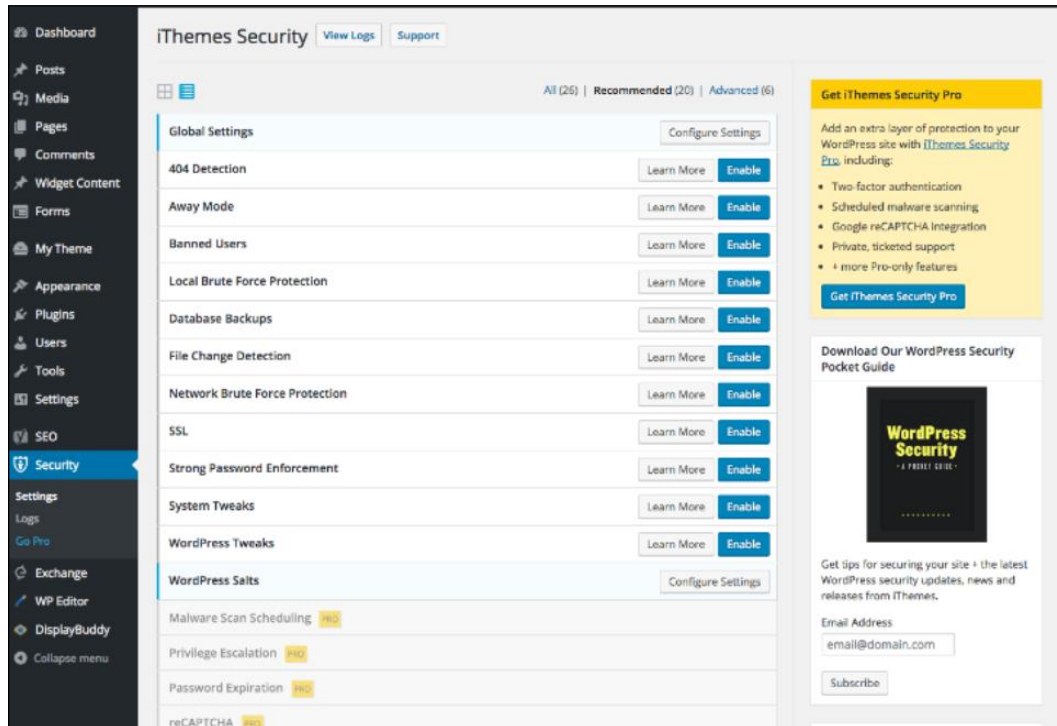 Dashboard
Posts
Media
Pages
Comments
Widget Content
Forms
My Theme
Appearance
Plugins
Users
Tools
Settings
SEO
Security
Settings
Logs
Go Pro
Exchange
WP Editor
DisplayBuddy
Collapse menu
iThemes Security View Logs Support
All (26) | Recommended (20) | Advanced (6)
Global Settings Configure Settings
404 Detection Learn More Enable
Away Mode Learn More Enable
Banned Users Learn More Enable
Local Brute Force Protection Learn More Enable
Database Backups Learn More Enable
File Change Detection Learn More Enable
Network Brute Force Protection Learn More Enable
SSL Learn More Enable
Strong Password Enforcement Learn More Enable
System Tweaks Learn More Enable
WordPress Tweaks Learn More Enable
WordPress Salts Configure Settings
Malware Scan Scheduling PRO
Privilege Escalation PRO
Password Expiration PRO
reCAPTCHA PRO
Get iThemes Security Pro
Add an extra layer of protection to your
WordPress site with iThemes Security
Pro, including:
• Two-factor authentication
• Scheduled malware scanning
• Google reCAPTCHA integration
• Private, ticketed support
• + more Pro-only features
Get iThemes Security Pro
Download Our WordPress Security
Pocket Guide
WordPress
Security
- A POCKET GUIDE -
Get tips for securing your site + the latest
WordPress security updates, news and
releases from iThemes.
Email Address
email@domain.com
Subscribe